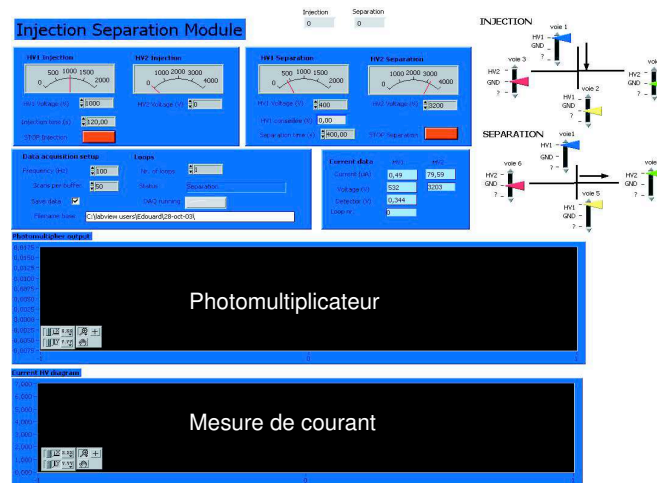 Injection Separation Module
Injection
0
Separation
0
HV1 Injection
0 500 1000 1500 2000
HV1 Voltage (V) 1000
Injection time (s) 120,00
STOP Injection
HV2 Injection
0 1000 2000 3000 4000
HV2 Voltage (V) 0
HV1 Separation
0 500 1000 1500 2000
HV1 Voltage (V) 400
HV1 consumée (V) 0,00
Separation time (s) 400,00
HV2 Separation
0 1000 2000 3000 4000
HV2 Voltage (V) 3200
STOP Separation
Data acquisition setup
Frequency (Hz) 100
Scans per buffer 50
Save data
Filename base C:\labview users\Edouard\28-oct-03\
Loops
Nr. of loops
Status Separation
DAQ running
Current data HV1 HV2
Current (uA) 0,49 79,59
Voltage (V) 532 3203
Detector (V) 0,344
Loop nr. 0
INJECTION
voie 1
HV1
GND
?
voie 3
HV2
GND
?
voie 2
HV1
GND
?
HV2
GND
?
SEPARATION
voie1
HV1
GND
?
voie 6
HV2
GND
?
voie 5
HV1
GND
?
HV2
GND
?
Photomultiplier output
Photomultiplicateur
Current HV diagram
Mesure de courant